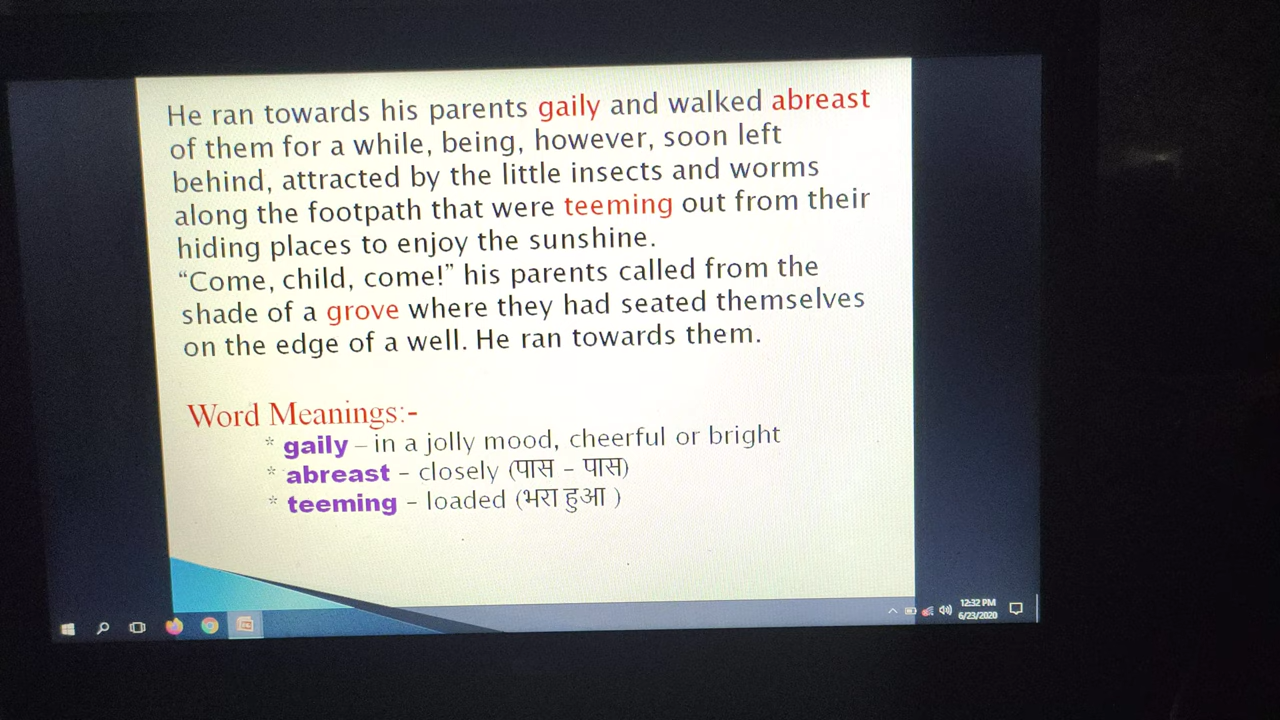 He ran towards his parents gaily and walked abreast
of them for a while, being, however, soon left
behind, attracted by the little insects and worms
along the footpath that were teeming out from their
hiding places to enjoy the sunshine.
“Come, child, come!” his parents called from the
shade of a grove where they had seated themselves
on the edge of a well. He ran towards them.
Word Meanings:-
* gaily – in a jolly mood, cheerful or bright
* abreast – closely (पास – पास)
* teeming – loaded (भरा हुआ )
12:32 PM
6/23/2020